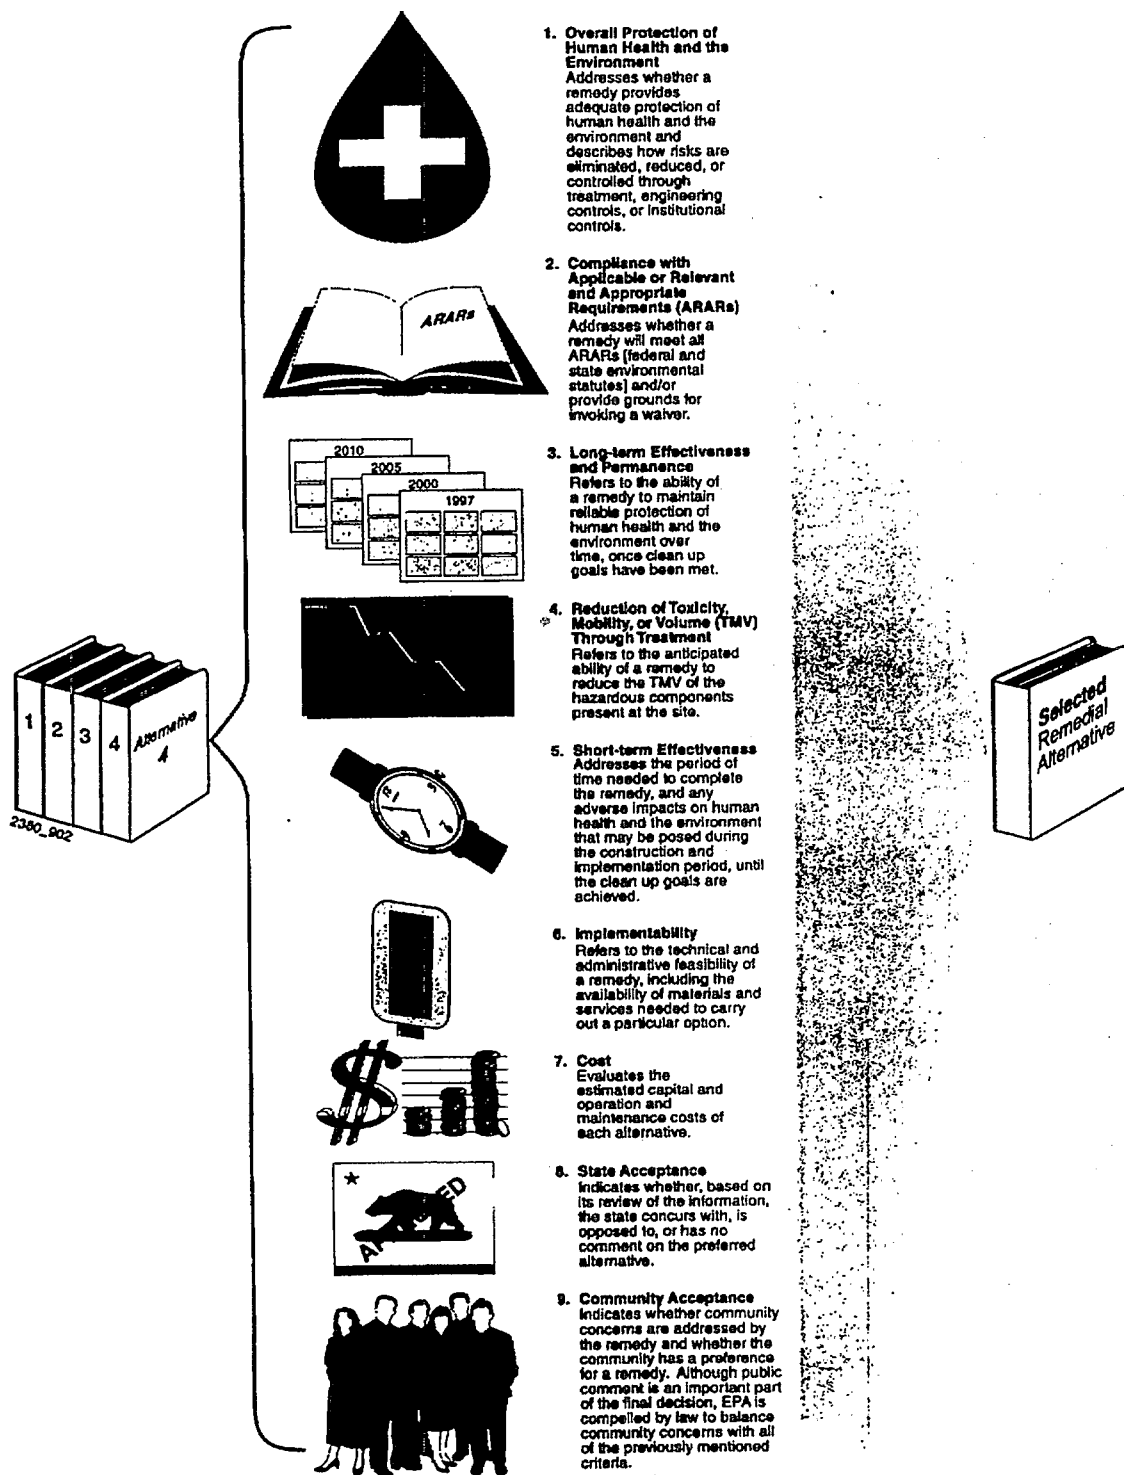 1. Overall Protection of
Human Health and the
Environment
Addresses whether a
remedy provides
adequate protection of
human health and the
environment and
describes how risks are
eliminated, reduced, or
controlled through
treatment, engineering
controls, or institutional
controls.
2. Compliance with
Applicable or Relevant
and Appropriate
Requirements (ARARs)
Addresses whether a
remedy will meet all
ARARs [federal and
state environmental
statutes] and/or
provide grounds for
invoking a waiver.
ARARs
2010
2005
2000
1997
3. Long-term Effectiveness
and Permanence
Refers to the ability of
a remedy to maintain
reliable protection of
human health and the
environment over
time, once clean up
goals have been met.
4. Reduction of Toxicity,
Mobility, or Volume (TMV)
Through Treatment
Refers to the anticipated
ability of a remedy to
reduce the TMV of the
hazardous components
present at the site.
1 2 3 4
Alternative
4
2380_902
Selected
Remedial
Alternative
5. Short-term Effectiveness
Addresses the period of
time needed to complete
the remedy, and any
adverse impacts on human
health and the environment
that may be posed during
the construction and
implementation period, until
the clean up goals are
achieved.
6. Implementability
Refers to the technical and
administrative feasibility of
a remedy, including the
availability of materials and
services needed to carry
out a particular option.
$
7. Cost
Evaluates the
estimated capital and
operation and
maintenance costs of
each alternative.
8. State Acceptance
Indicates whether, based on
its review of the information,
the state concurs with, is
opposed to, or has no
comment on the preferred
alternative.
9. Community Acceptance
Indicates whether community
concerns are addressed by
the remedy and whether the
community has a preference
for a remedy. Although public
comment is an important part
of the final decision, EPA is
compelled by law to balance
community concerns with all
of the previously mentioned
criteria.